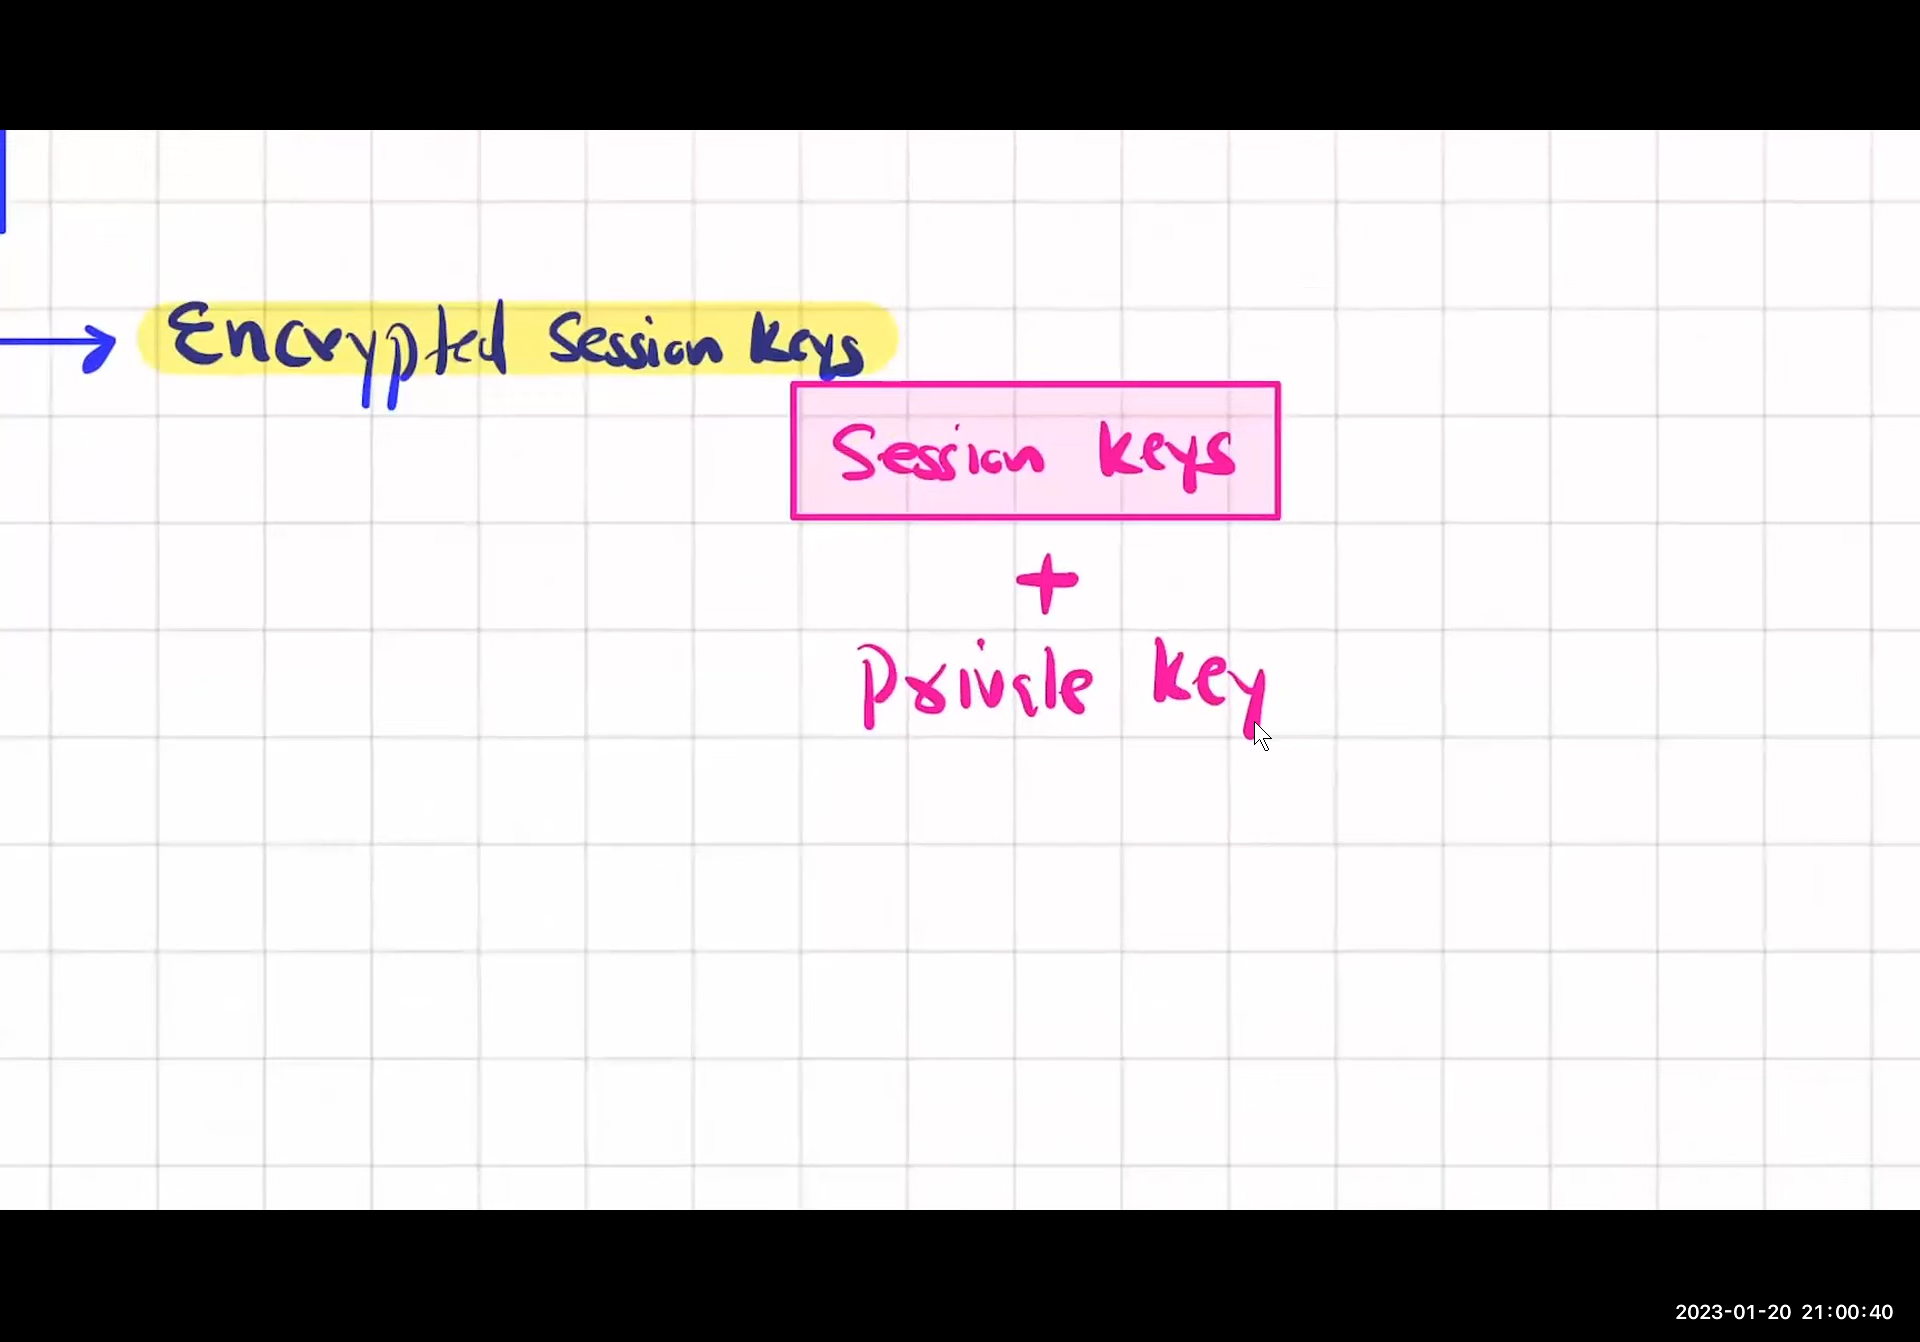 Encrypted Session Keys
Session Keys
+
Private Key
2023-01-20 21:00:40